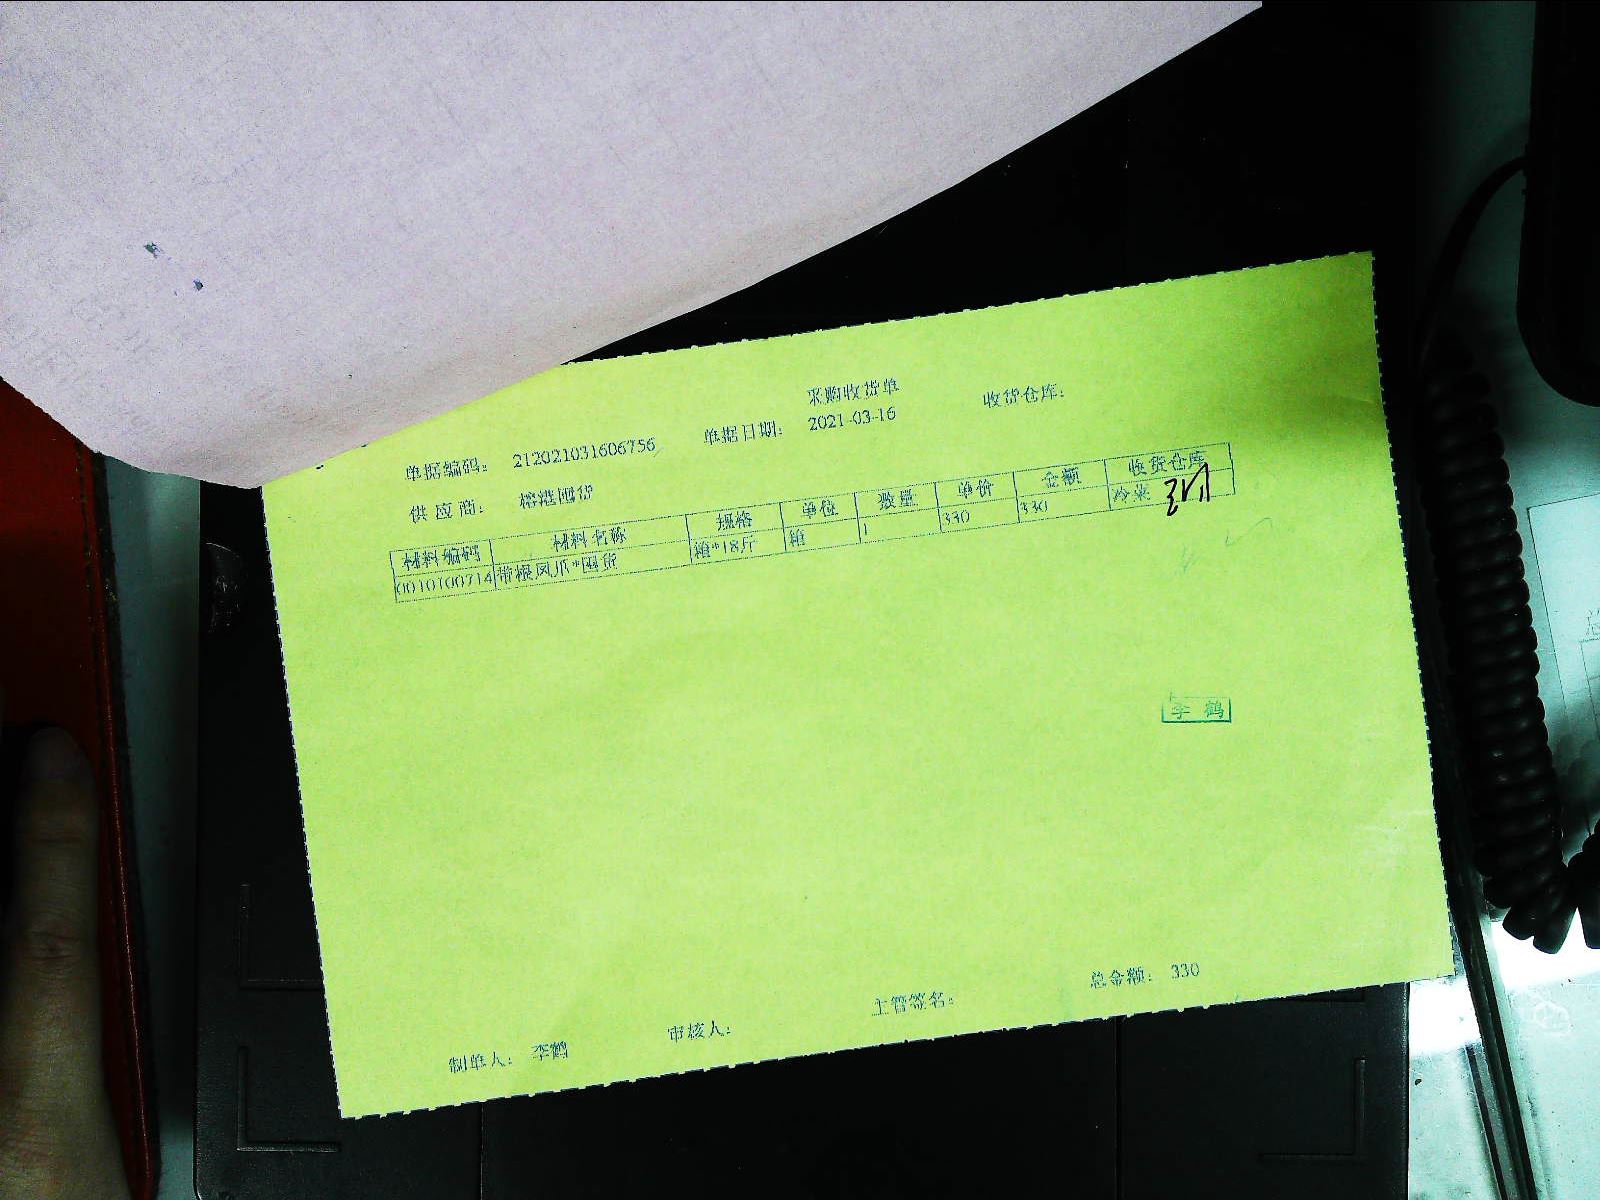 采购收货单
单据编码： 212021031606756 单据日期： 2021-03-16 收货仓库：
供应商： 榕港国货
材料编码 材料名称 规格 单位 数量 单价 金额 收货仓库
0010100714 带根凤爪*国货 箱*18斤 箱 1 330 330 冷菜
李鹤
制单人： 李鹤 审核人： 主管签名： 总金额： 330